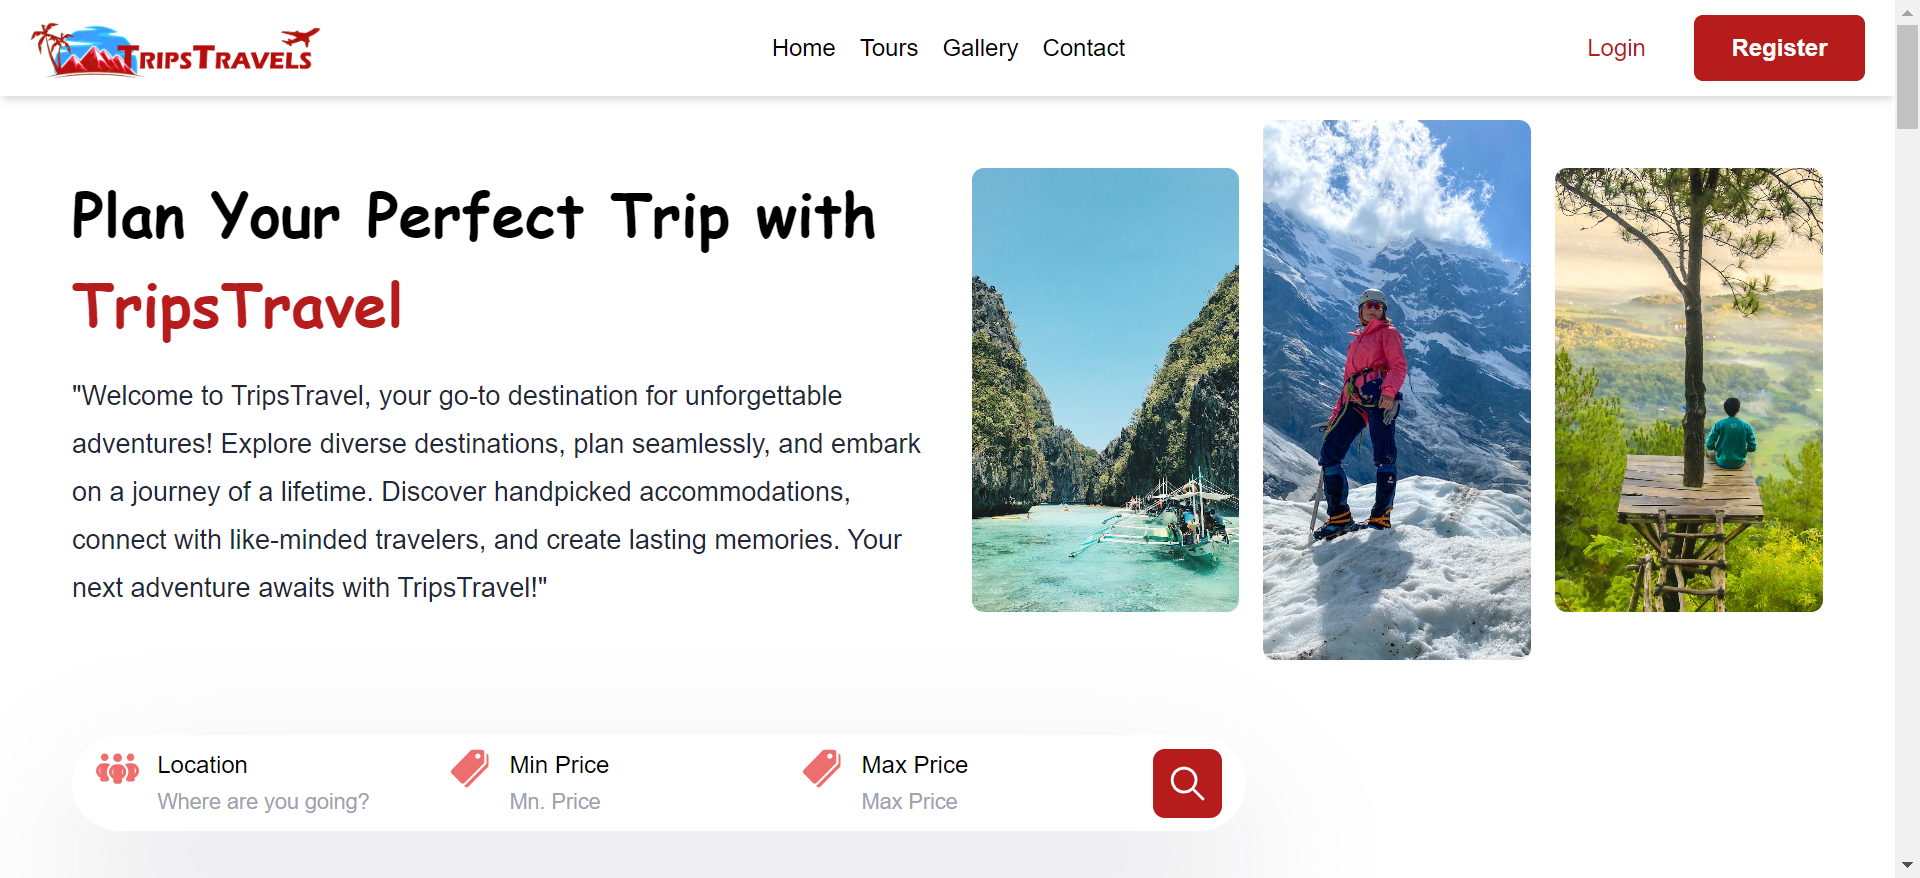 TRIPSTRAVELS
Home Tours Gallery Contact
Login
Register
Plan Your Perfect Trip with
TripsTravel
"Welcome to TripsTravel, your go-to destination for unforgettable
adventures! Explore diverse destinations, plan seamlessly, and embark
on a journey of a lifetime. Discover handpicked accommodations,
connect with like-minded travelers, and create lasting memories. Your
next adventure awaits with TripsTravel!"
Location
Where are you going?
Min Price
Mn. Price
Max Price
Max Price